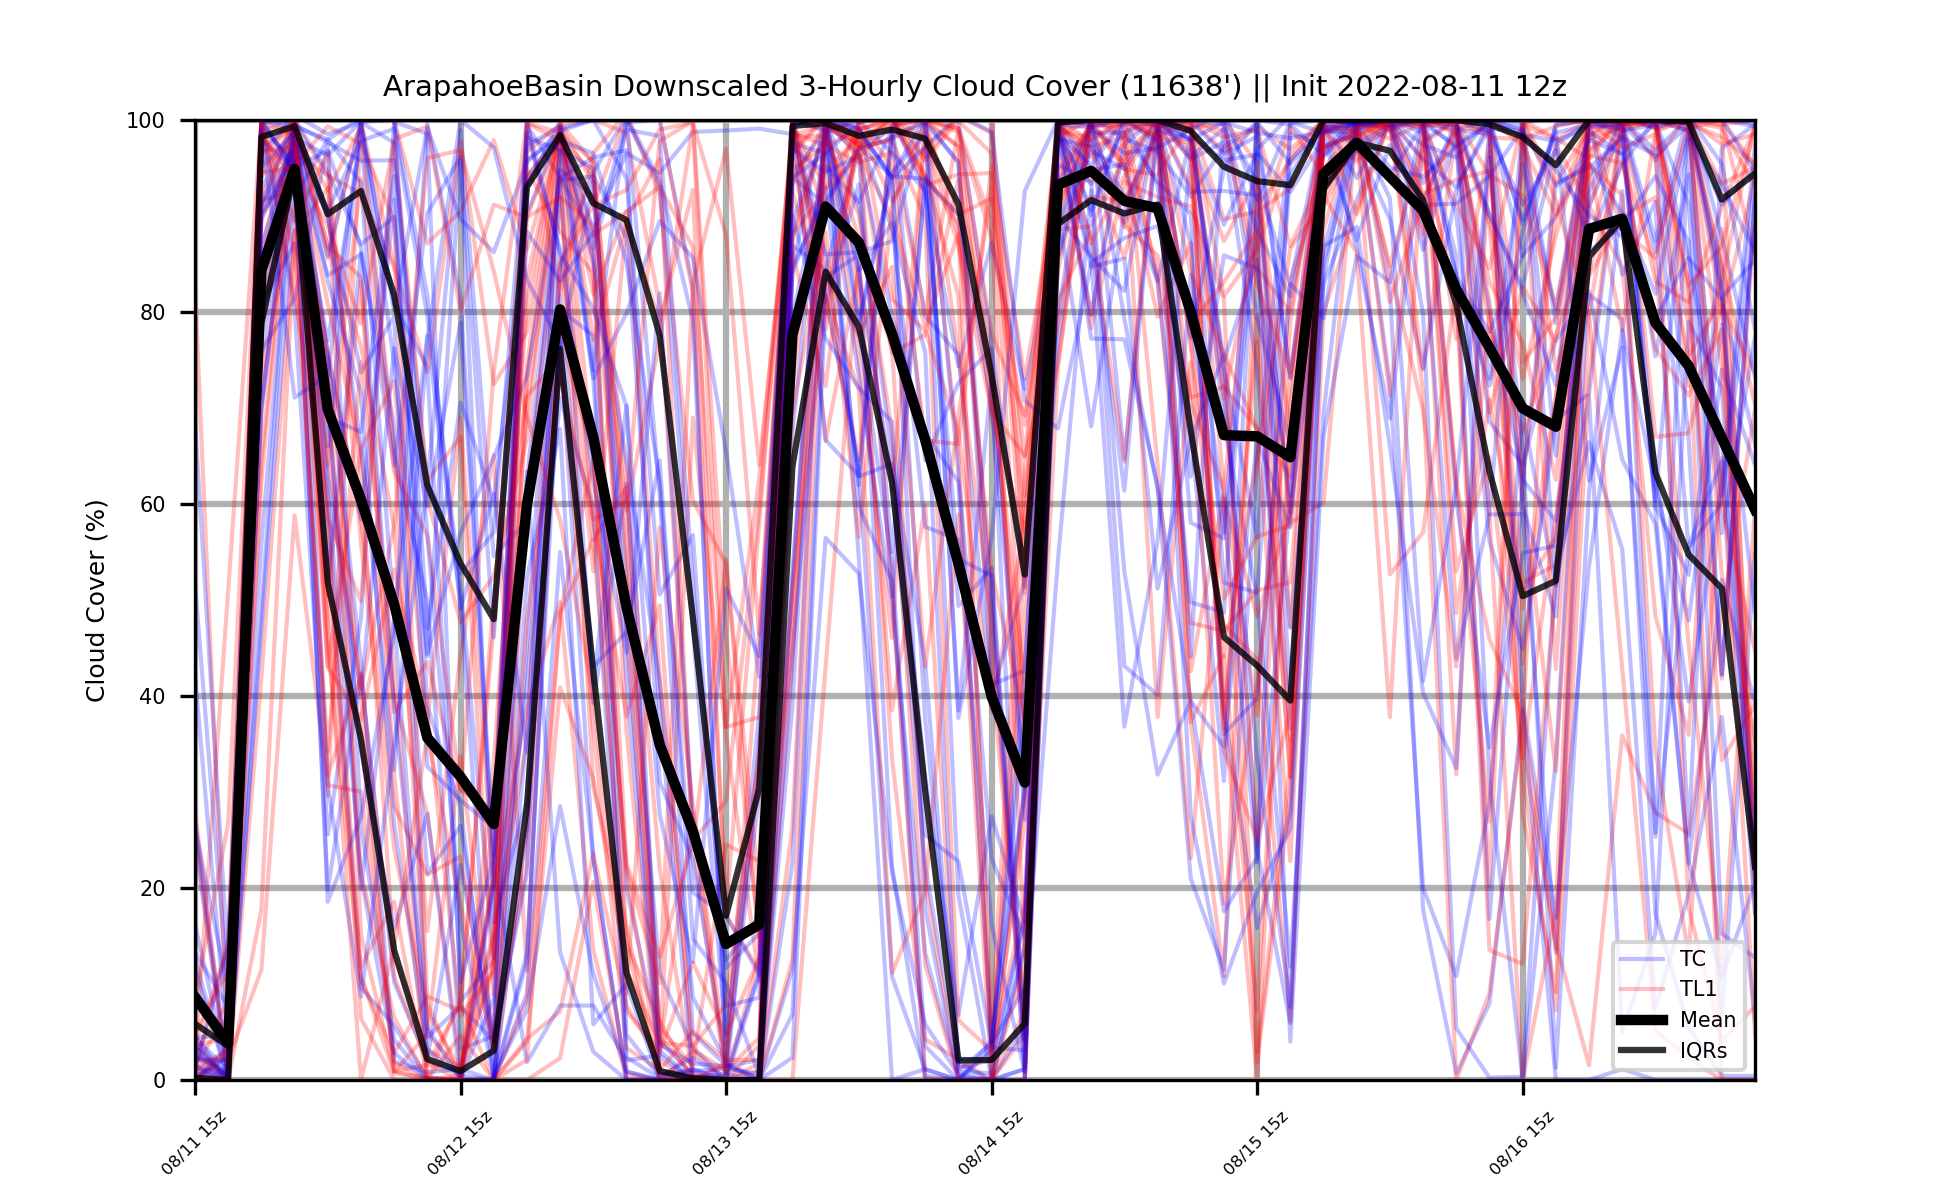 ArapahoeBasin Downscaled 3-Hourly Cloud Cover (11638') || Init 2022-08-11 12z
Cloud Cover (%)
100
80
60
40
20
0
TC
TL1
Mean
IQRs
08/11 15z
08/12 15z
08/13 15z
08/14 15z
08/15 15z
08/16 15z